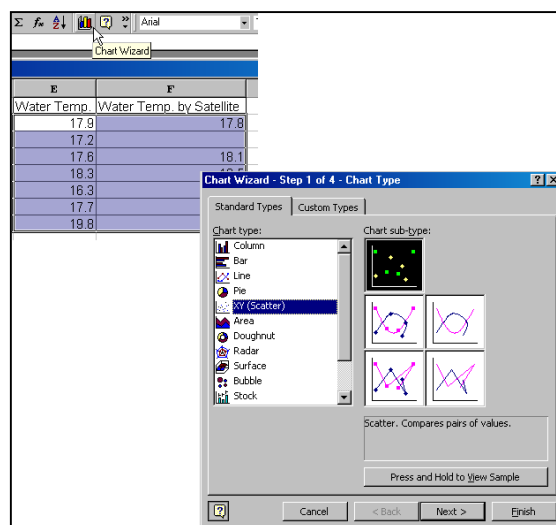 Σ fx Arial
Chart Wizard
E F
Water Temp. Water Temp. by Satellite
17.9 17.8
17.2
17.6 18.1
18.3
16.3
17.7
19.8
Chart Wizard - Step 1 of 4 - Chart Type
Standard Types Custom Types
Chart type:
Column
Bar
Line
Pie
XY (Scatter)
Area
Doughnut
Radar
Surface
Bubble
Stock
Chart sub-type:
Scatter. Compares pairs of values.
Press and Hold to View Sample
Cancel < Back Next > Finish